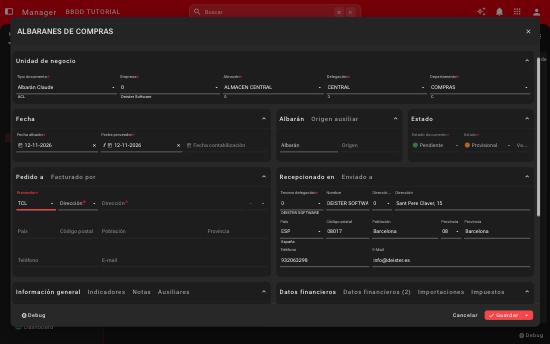 Manager BBDD TUTORIAL Buscar
ALBARANES DE COMPRAS
Unidad de negocio
Tipo documento* Empresa* Almacén* Delegación* Departamento*
Albarán Claude 0 ALMACEN CENTRAL CENTRAL COMPRAS
ACL Deister Software 0 0 C
Fecha Albarán Origen auxiliar Estado
Fecha albarán* Fecha proveedor* Estado documento* Estado*
12-11-2026 12-11-2026 Fecha contabilización Albarán Origen Pendiente Provisional Va...
Pedido a Facturado por Recepcionado en Enviado a
Proveedor* Tercero delegación* Nombre Direcció... Dirección
TCL Dirección* Dirección* 0 DEISTER SOFTWA 0 Sant Pere Claver, 15
DEISTER SOFTWARE
País Código postal Población Provincia Provincia
País Código postal Población Provincia ESP 08017 Barcelona 08 Barcelona
España
Teléfono E-Mail
Teléfono E-mail 932063299 info@deister.es
Información general Indicadores Notas Auxiliares Datos financieros Datos financieros (2) Importaciones Impuestos
Debug Cancelar Guardar
Dashboard
Debug